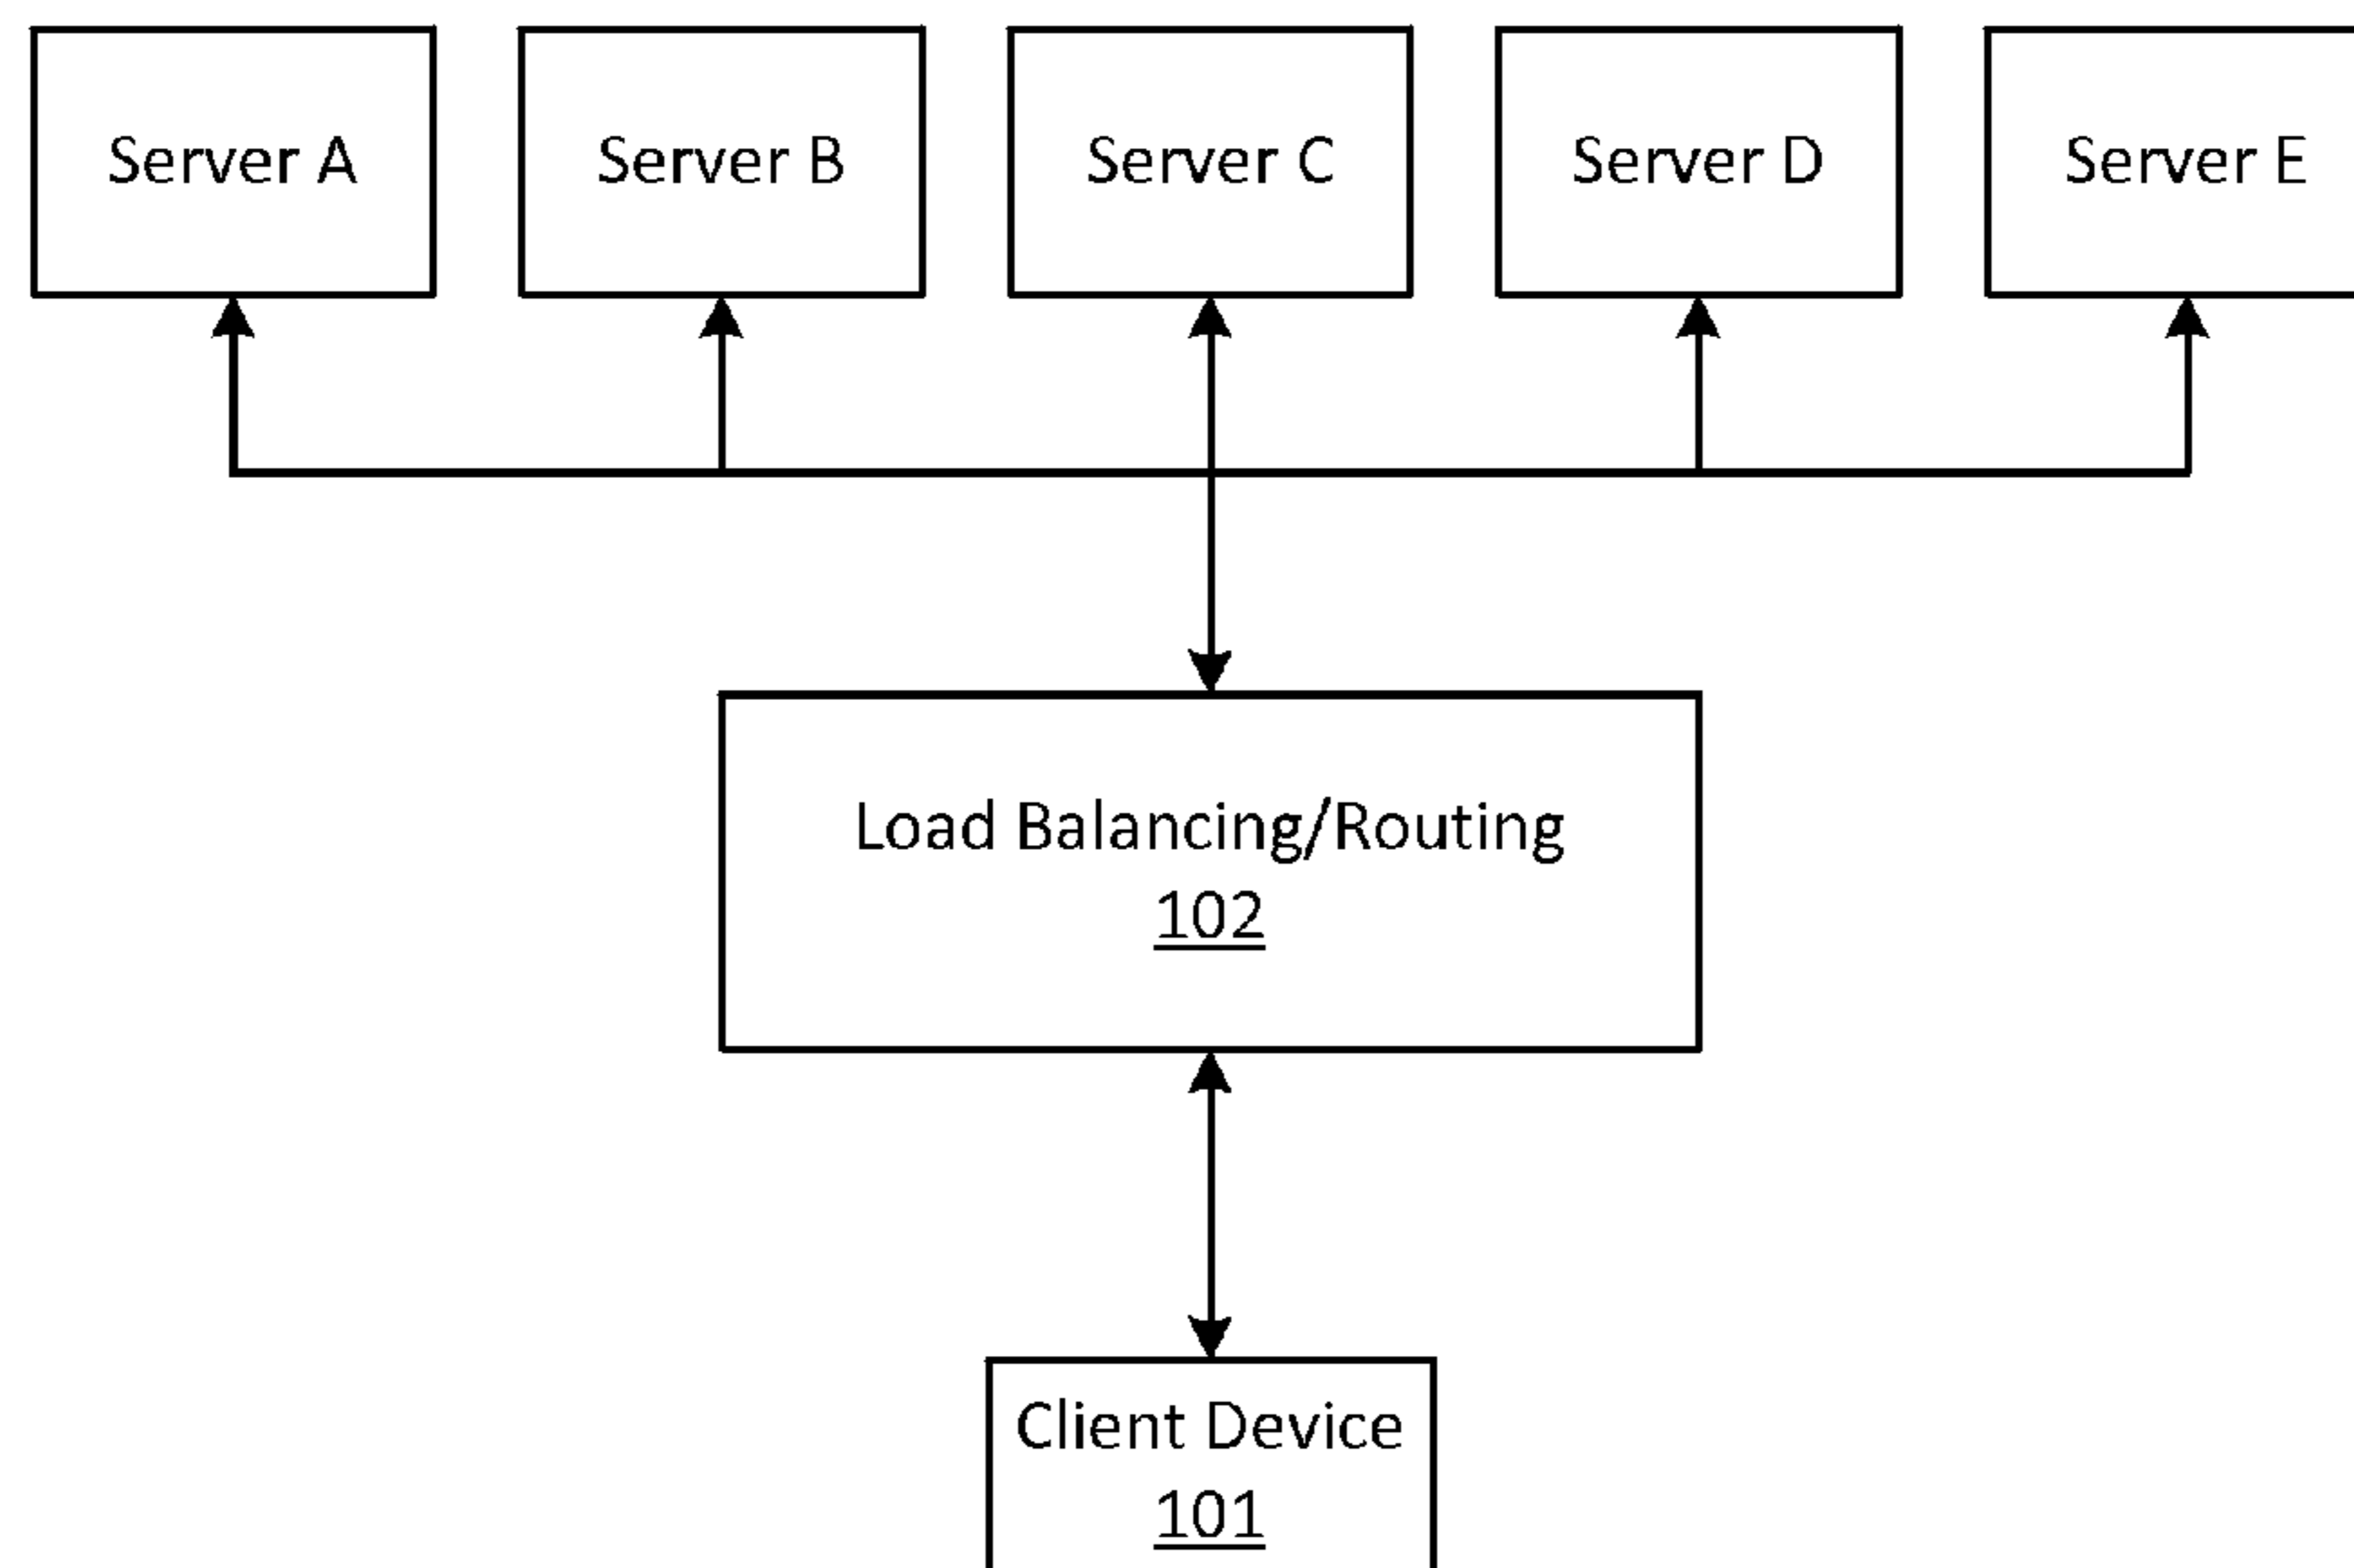 Server A
Server B
Server C
Server D
Server E
Load Balancing/Routing
102
Client Device
101